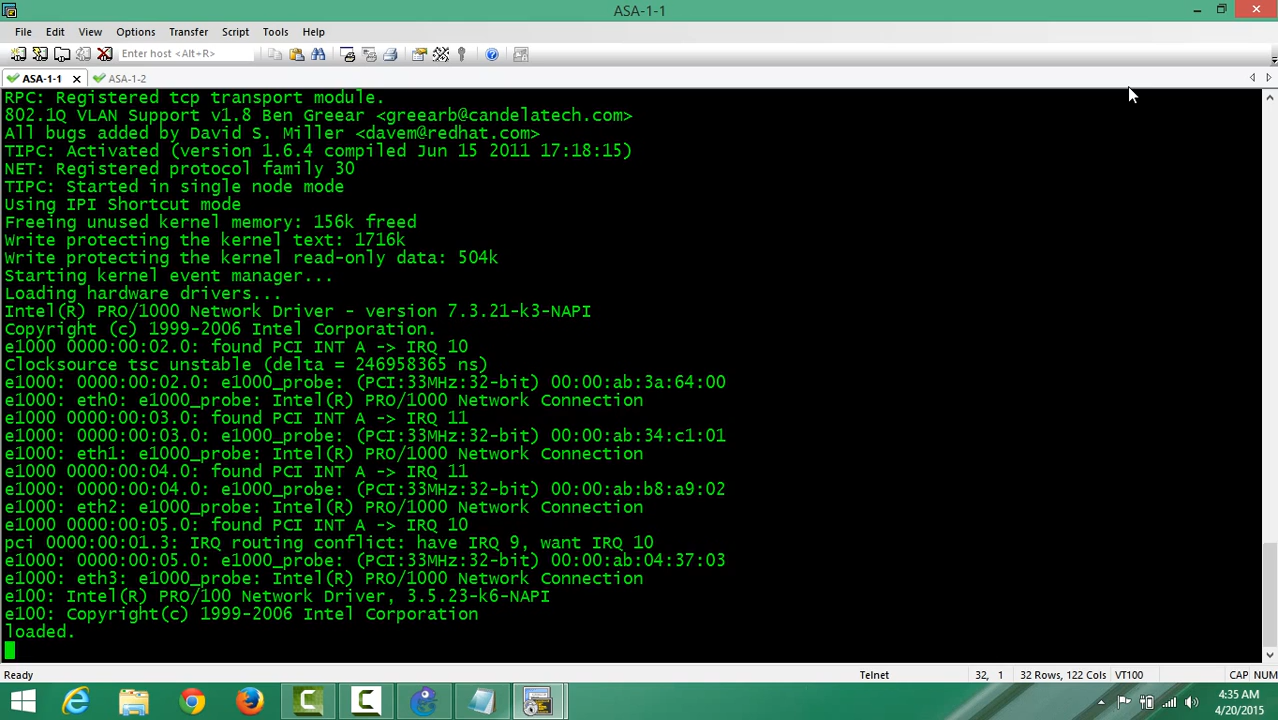 ASA-1-1
File Edit View Options Transfer Script Tools Help
Enter host <Alt+R>
ASA-1-1 ASA-1-2
RPC: Registered tcp transport module.
802.1Q VLAN Support v1.8 Ben Greear <greearb@candelatech.com>
All bugs added by David S. Miller <davem@redhat.com>
TIPC: Activated (version 1.6.4 compiled Jun 15 2011 17:18:15)
NET: Registered protocol family 30
TIPC: Started in single node mode
Using IPI Shortcut mode
Freeing unused kernel memory: 156k freed
Write protecting the kernel text: 1716k
Write protecting the kernel read-only data: 504k
Starting kernel event manager...
Loading hardware drivers...
Intel(R) PRO/1000 Network Driver - version 7.3.21-k3-NAPI
Copyright (c) 1999-2006 Intel Corporation.
e1000 0000:00:02.0: found PCI INT A -> IRQ 10
Clocksource tsc unstable (delta = 246958365 ns)
e1000: 0000:00:02.0: e1000_probe: (PCI:33MHz:32-bit) 00:00:ab:3a:64:00
e1000: eth0: e1000_probe: Intel(R) PRO/1000 Network Connection
e1000 0000:00:03.0: found PCI INT A -> IRQ 11
e1000: 0000:00:03.0: e1000_probe: (PCI:33MHz:32-bit) 00:00:ab:34:c1:01
e1000: eth1: e1000_probe: Intel(R) PRO/1000 Network Connection
e1000 0000:00:04.0: found PCI INT A -> IRQ 11
e1000: 0000:00:04.0: e1000_probe: (PCI:33MHz:32-bit) 00:00:ab:b8:a9:02
e1000: eth2: e1000_probe: Intel(R) PRO/1000 Network Connection
e1000 0000:00:05.0: found PCI INT A -> IRQ 10
pci 0000:00:01.3: IRQ routing conflict: have IRQ 9, want IRQ 10
e1000: 0000:00:05.0: e1000_probe: (PCI:33MHz:32-bit) 00:00:ab:04:37:03
e1000: eth3: e1000_probe: Intel(R) PRO/1000 Network Connection
e100: Intel(R) PRO/100 Network Driver, 3.5.23-k6-NAPI
e100: Copyright(c) 1999-2006 Intel Corporation
loaded.
Ready Telnet 32, 1 32 Rows, 122 Cols VT100 CAP NUM
4:35 AM
4/20/2015